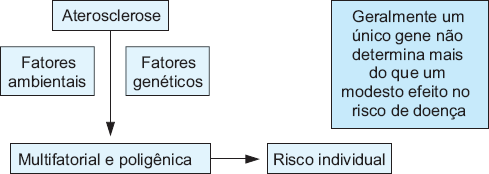 Aterosclerose
Fatores
ambientais
Fatores
genéticos
Multifatorial e poligênica
Risco individual
Geralmente um
único gene não
determina mais
do que um
modesto efeito no
risco de doença